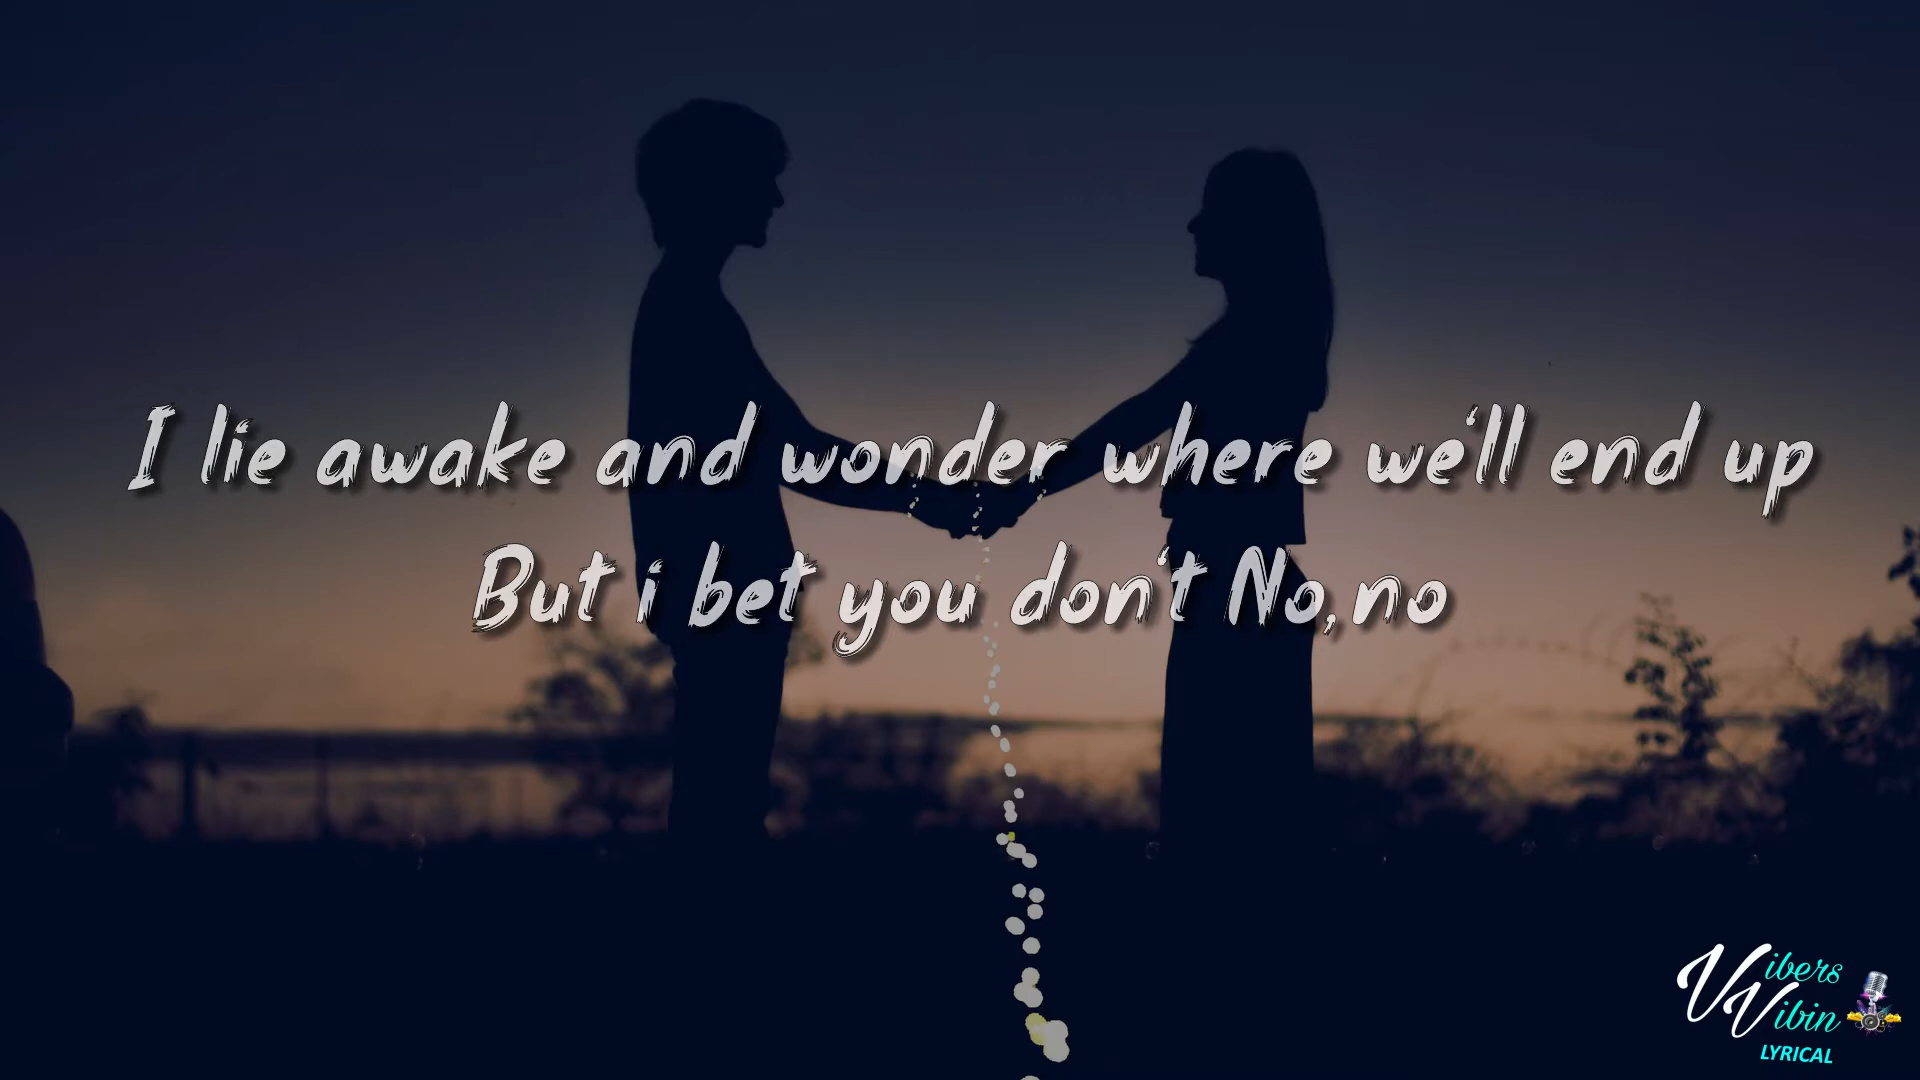 I lie awake and wonder where we'll end up
But i bet you don't No,no
Vibers
Vibin
LYRICAL